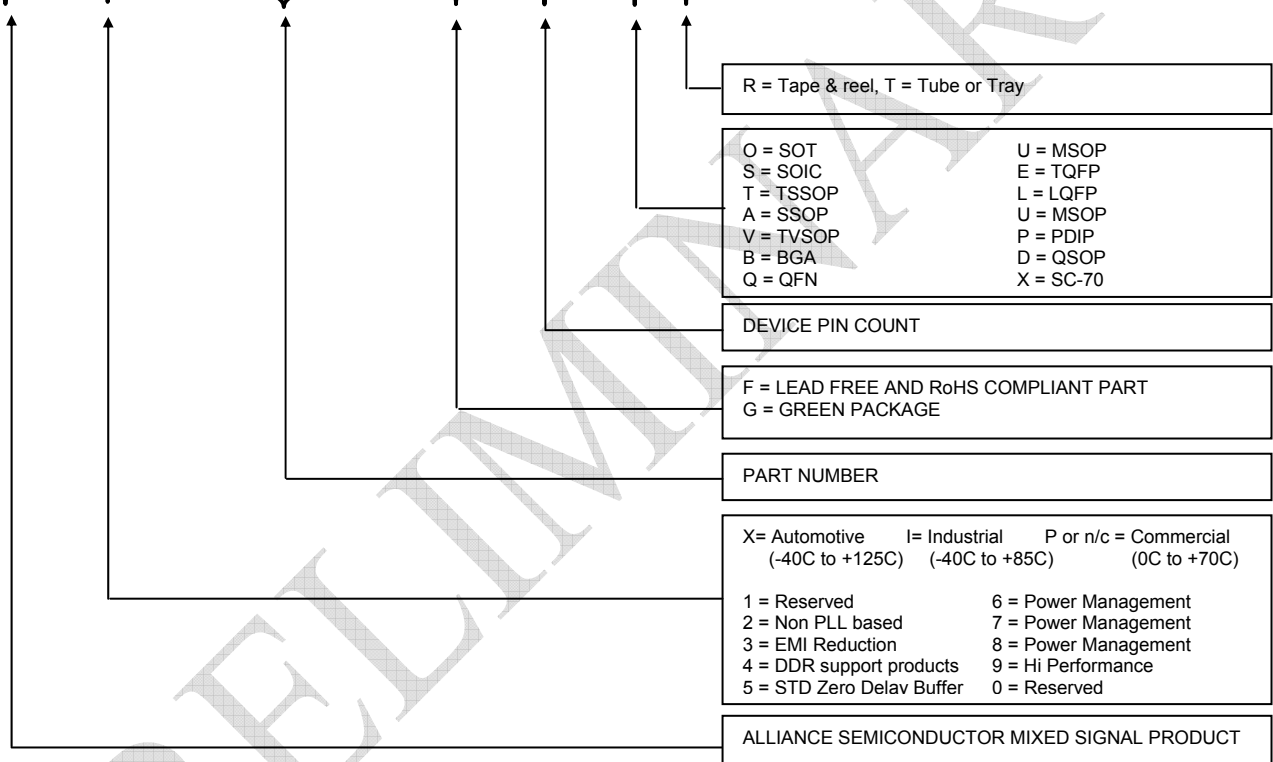 R = Tape & reel, T = Tube or Tray
O = SOT U = MSOP
S = SOIC E = TQFP
T = TSSOP L = LQFP
A = SSOP U = MSOP
V = TVSOP P = PDIP
B = BGA D = QSOP
Q = QFN X = SC-70
DEVICE PIN COUNT
F = LEAD FREE AND RoHS COMPLIANT PART
G = GREEN PACKAGE
PART NUMBER
X= Automotive I= Industrial P or n/c = Commercial
(-40C to +125C) (-40C to +85C) (0C to +70C)
1 = Reserved 6 = Power Management
2 = Non PLL based 7 = Power Management
3 = EMI Reduction 8 = Power Management
4 = DDR support products 9 = Hi Performance
5 = STD Zero Delay Buffer 0 = Reserved
ALLIANCE SEMICONDUCTOR MIXED SIGNAL PRODUCT